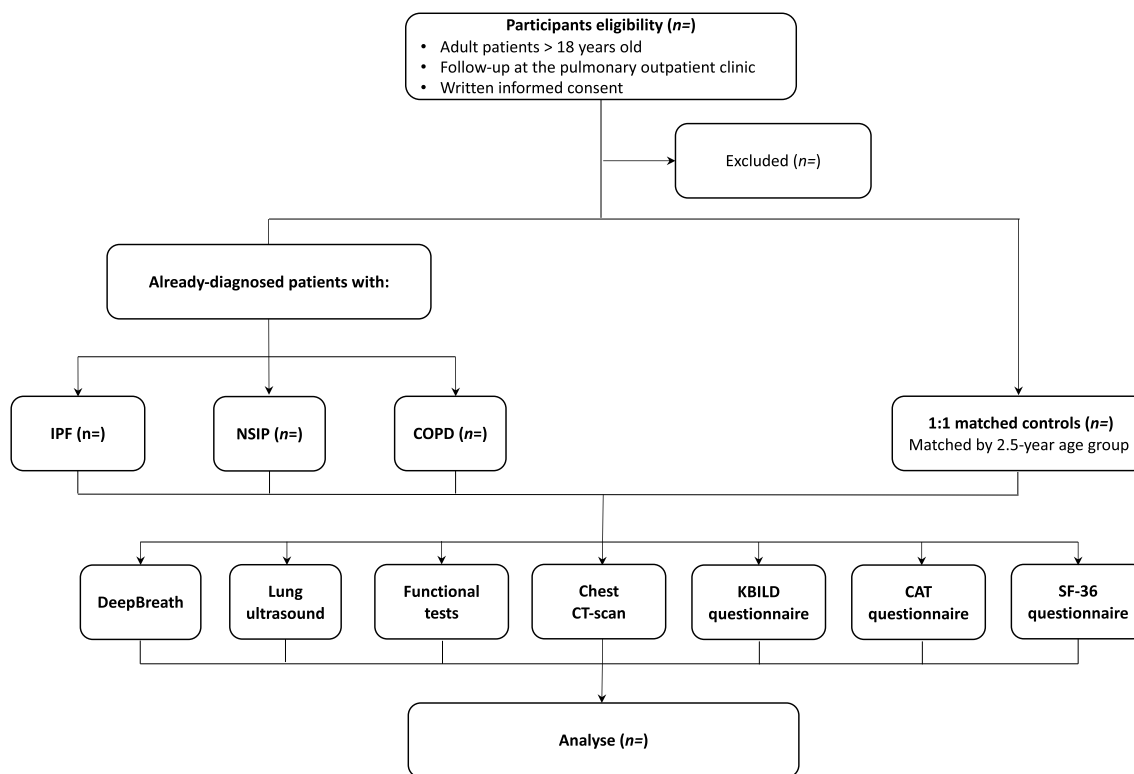 Participants eligibility (n=)
• Adult patients > 18 years old
• Follow-up at the pulmonary outpatient clinic
• Written informed consent
Excluded (n=)
Already-diagnosed patients with:
IPF (n=)
NSIP (n=)
COPD (n=)
1:1 matched controls (n=)
Matched by 2.5-year age group
DeepBreath
Lung
ultrasound
Functional
tests
Chest
CT-scan
KBILD
questionnaire
CAT
questionnaire
SF-36
questionnaire
Analyse (n=)